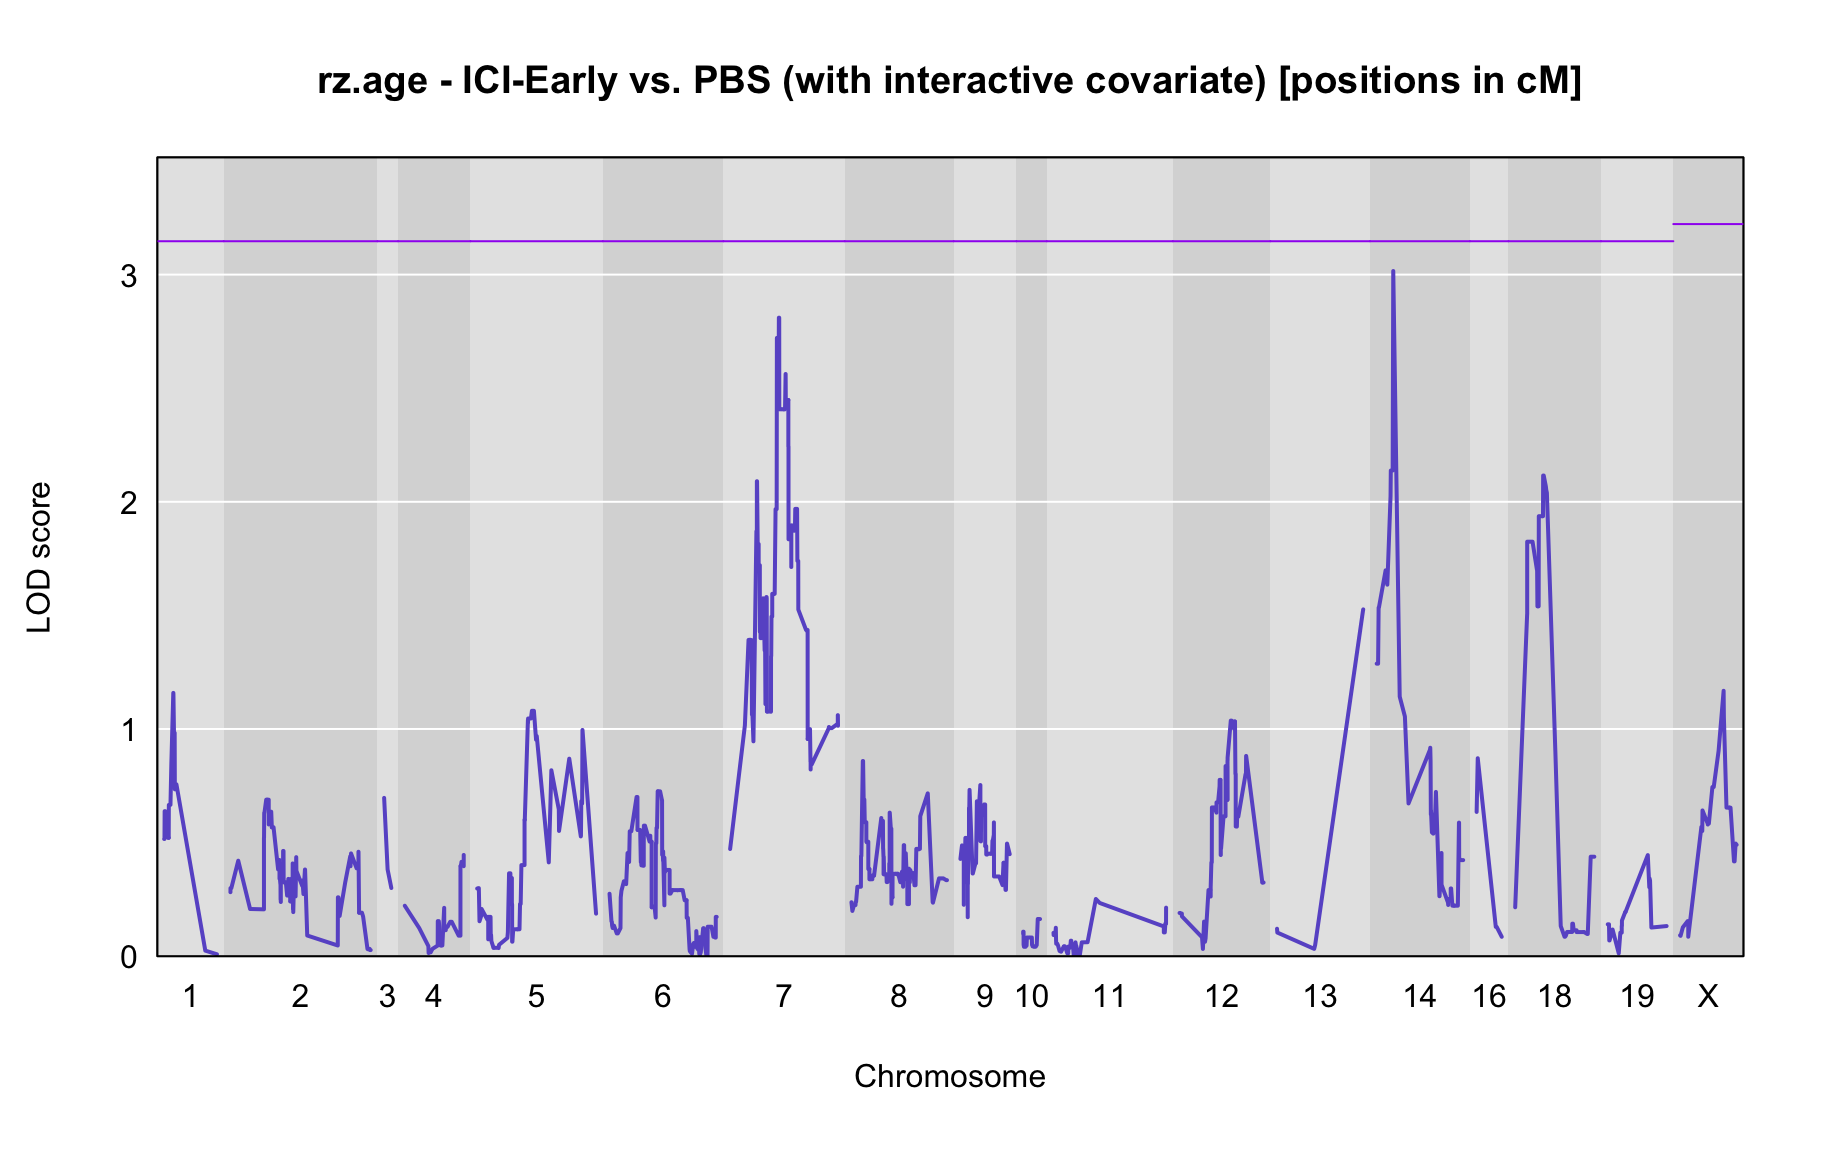 rz.age - ICI-Early vs. PBS (with interactive covariate) [positions in cM]
LOD score
3
2
1
0
1 2 3 4 5 6 7 8 9 10 11 12 13 14 16 18 19 X
Chromosome